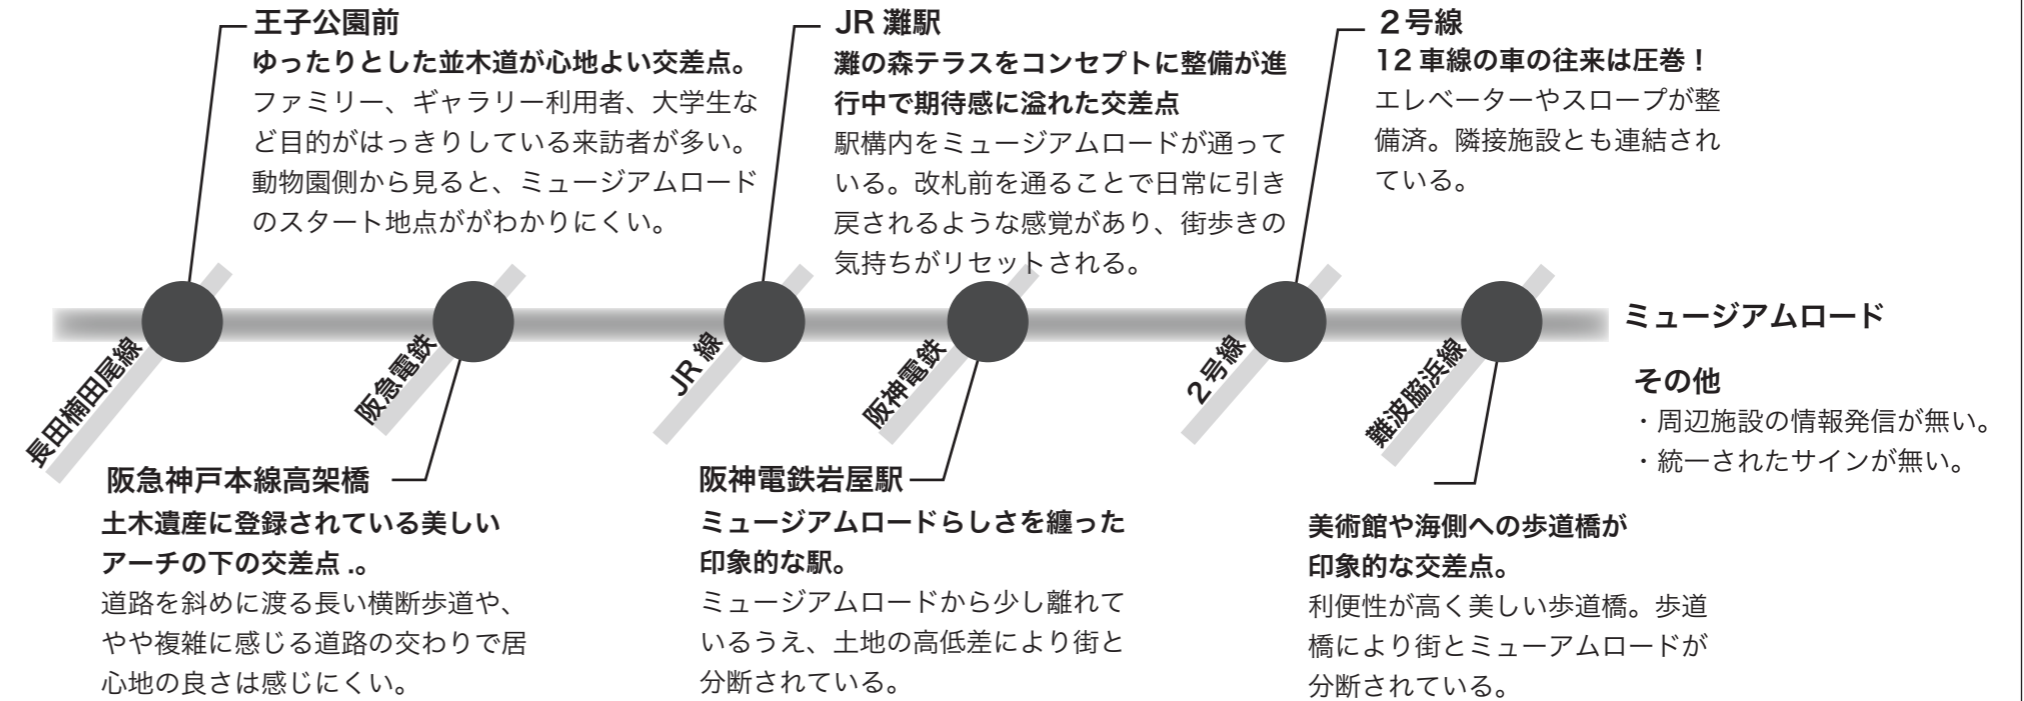 王子公園前
ゆったりとした並木道が心地よい交差点。
ファミリー、ギャラリー利用者、大学生な
ど目的がはっきりしている来訪者が多い。
動物園側から見ると、ミュージアムロード
のスタート地点ががわかりにくい。
JR 灘駅
灘の森テラスをコンセプトに整備が進
行中で期待感に溢れた交差点
駅構内をミュージアムロードが通って
いる。改札前を通ることで日常に引き
戻されるような感覚があり、街歩きの
気持ちがリセットされる。
２号線
12 車線の車の往来は圧巻！
エレベーターやスロープが整
備済。隣接施設とも連結され
ている。
長田楠田尾線
阪急電鉄
JR 線
阪神電鉄
２号線
難波脇浜線
ミュージアムロード
その他
・周辺施設の情報発信が無い。
・統一されたサインが無い。
阪急神戸本線高架橋
土木遺産に登録されている美しい
アーチの下の交差点 .。
道路を斜めに渡る長い横断歩道や、
やや複雑に感じる道路の交わりで居
心地の良さは感じにくい。
阪神電鉄岩屋駅
ミュージアムロードらしさを纏った
印象的な駅。
ミュージアムロードから少し離れて
いるうえ、土地の高低差により街と
分断されている。
美術館や海側への歩道橋が
印象的な交差点。
利便性が高く美しい歩道橋。歩道
橋により街とミューアムロードが
分断されている。